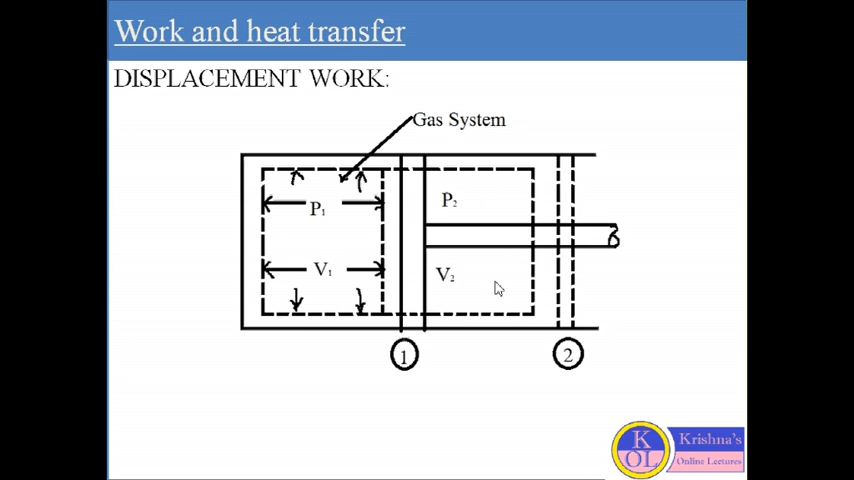 Work and heat transfer
DISPLACEMENT WORK:
Gas System
P1
P2
V1
V2
1
2
K
OL
Krishna's
Online Lectures